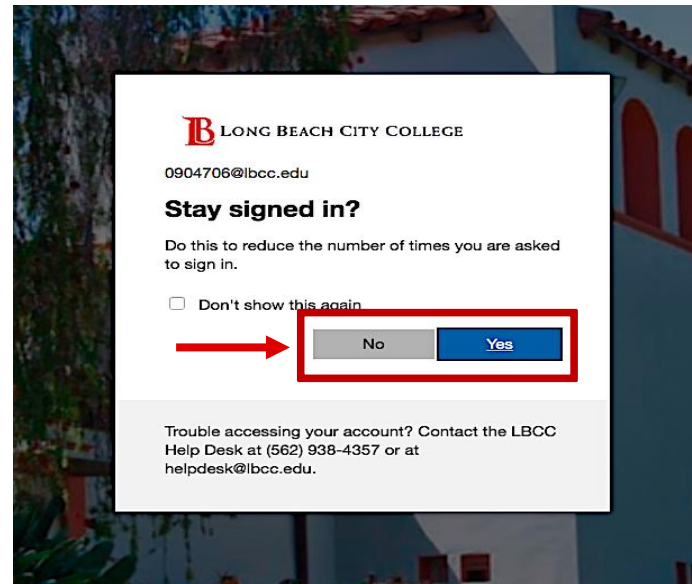 LONG BEACH CITY COLLEGE
0904706@lbcc.edu
Stay signed in?
Do this to reduce the number of times you are asked
to sign in.
Don't show this again
No Yes
Trouble accessing your account? Contact the LBCC
Help Desk at (562) 938-4357 or at
helpdesk@lbcc.edu.